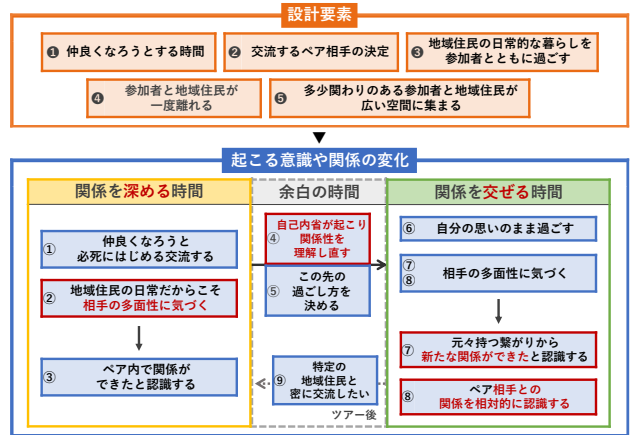 設計要素
❶ 仲良くなろうとする時間
❷ 交流するペア相手の決定
❸ 地域住民の日常的な暮らしを
参加者とともに過ごす
❹ 参加者と地域住民が
一度離れる
❺ 多少関わりのある参加者と地域住民が
広い空間に集まる
▼
起こる意識や関係の変化
関係を深める時間
① 仲良くなろうと
必死にはじめる交流する
② 地域住民の日常だからこそ
相手の多面性に気づく
③ ペア内で関係が
できたと認識する
余白の時間
④ 自己内省が起こり
関係性を
理解し直す
⑤ この先の
過ごし方を
決める
⑨ 特定の
地域住民と
密に交流したい
ツアー後
関係を交ぜる時間
⑥ 自分の思いのまま過ごす
⑦
⑧ 相手の多面性に気づく
⑦ 元々持つ繋がりから
新たな関係ができたと認識する
⑧ ペア相手との
関係を相対的に認識する